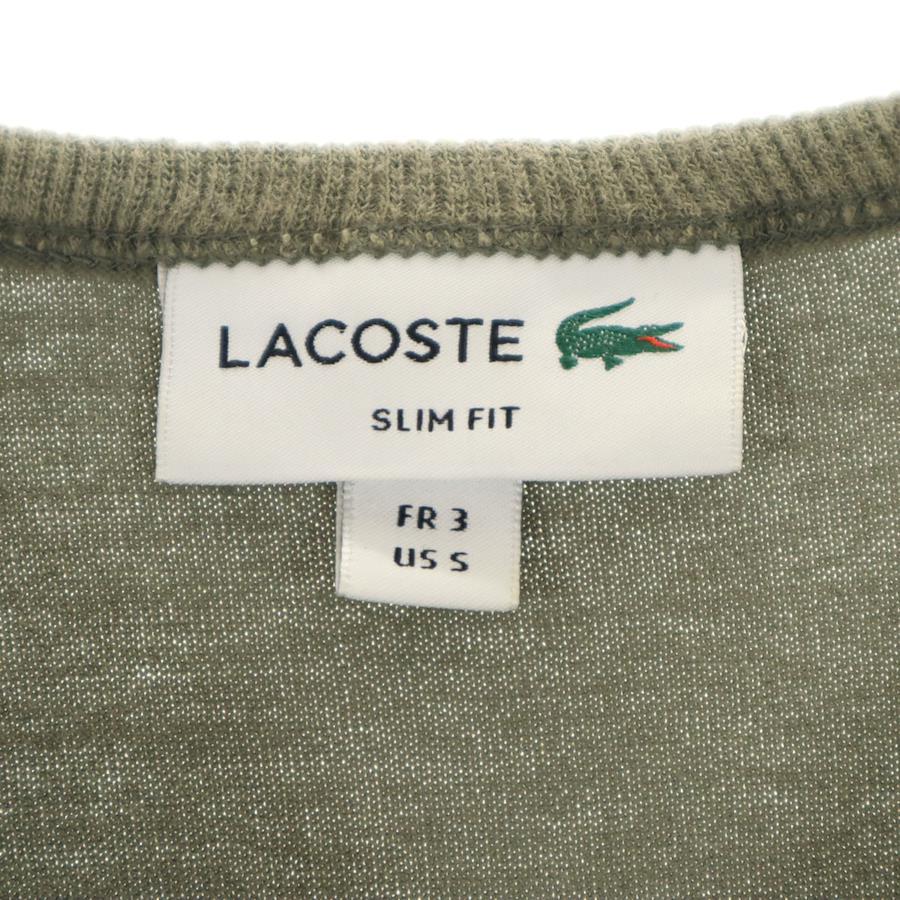 LACOSTE
SLIM FIT
FR 3
US S